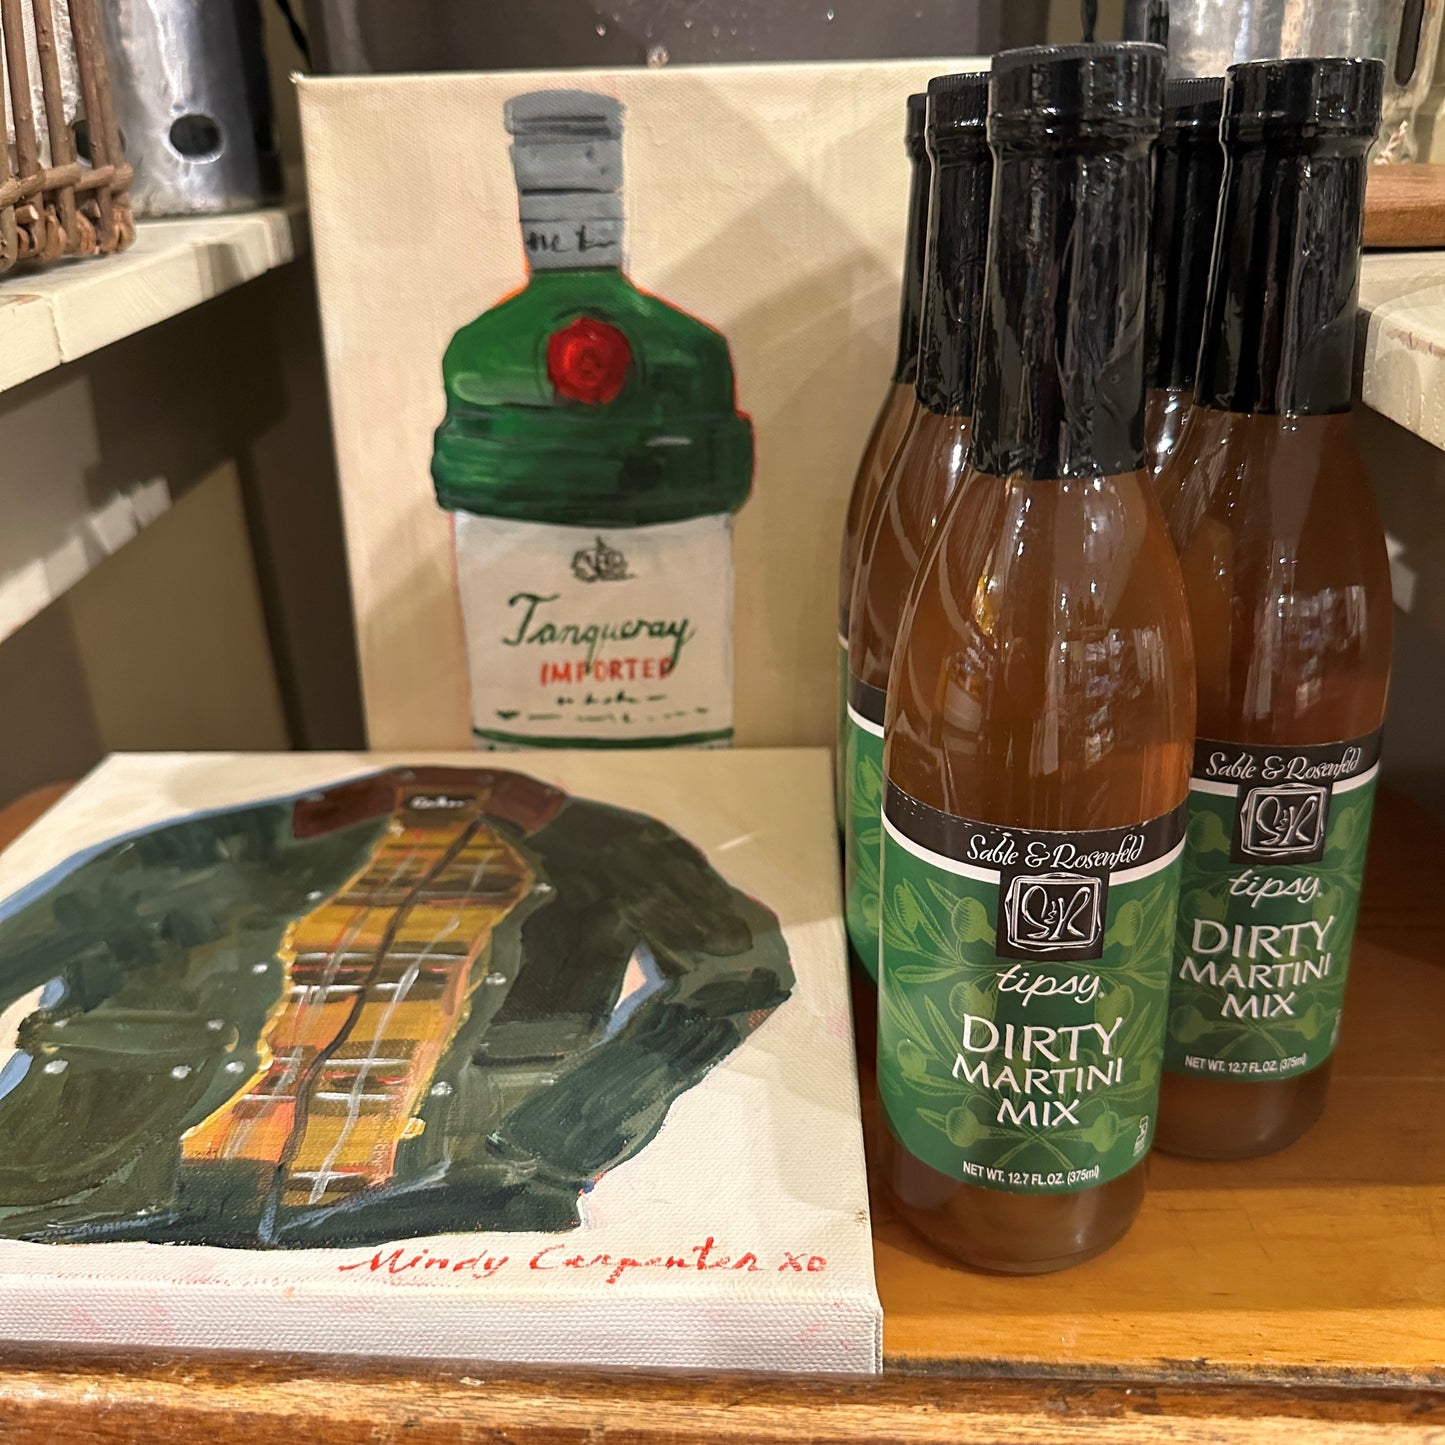 Tanqueray
IMPORTED
Mindy Carpenter xo
Sable & Rosenfeld
S&R
tipsy®
DIRTY
MARTINI
MIX
NET WT. 12.7 FL.OZ. (375ml)
Sable & Rosenfeld
S&R
tipsy®
DIRTY
MARTINI
MIX
NET WT. 12.7 FL.OZ. (375ml)